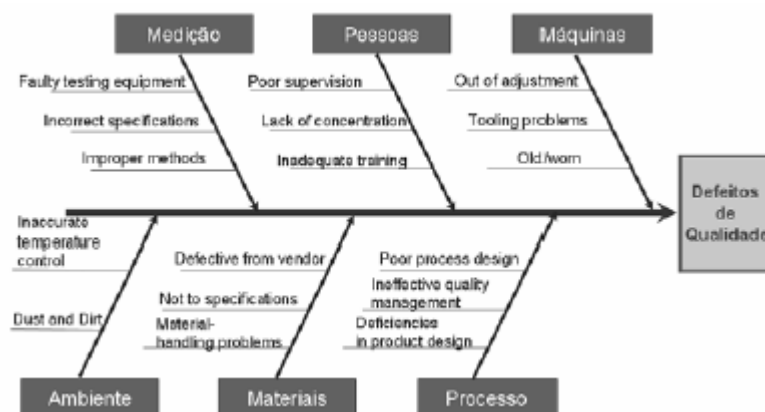 Medição
Pessoas
Máquinas
Faulty testing equipment
Poor supervision
Out of adjustment
Incorrect specifications
Lack of concentration
Tooling problems
Improper methods
Inadequate training
Old/worn
Defeitos
de
Qualidade
Inaccurate
temperature
control
Defective from vendor
Poor process design
Not to specifications
Ineffective quality
management
Dust and Dirt
Material-
handling problems
Deficiencies
in product design
Ambiente
Materiais
Processo